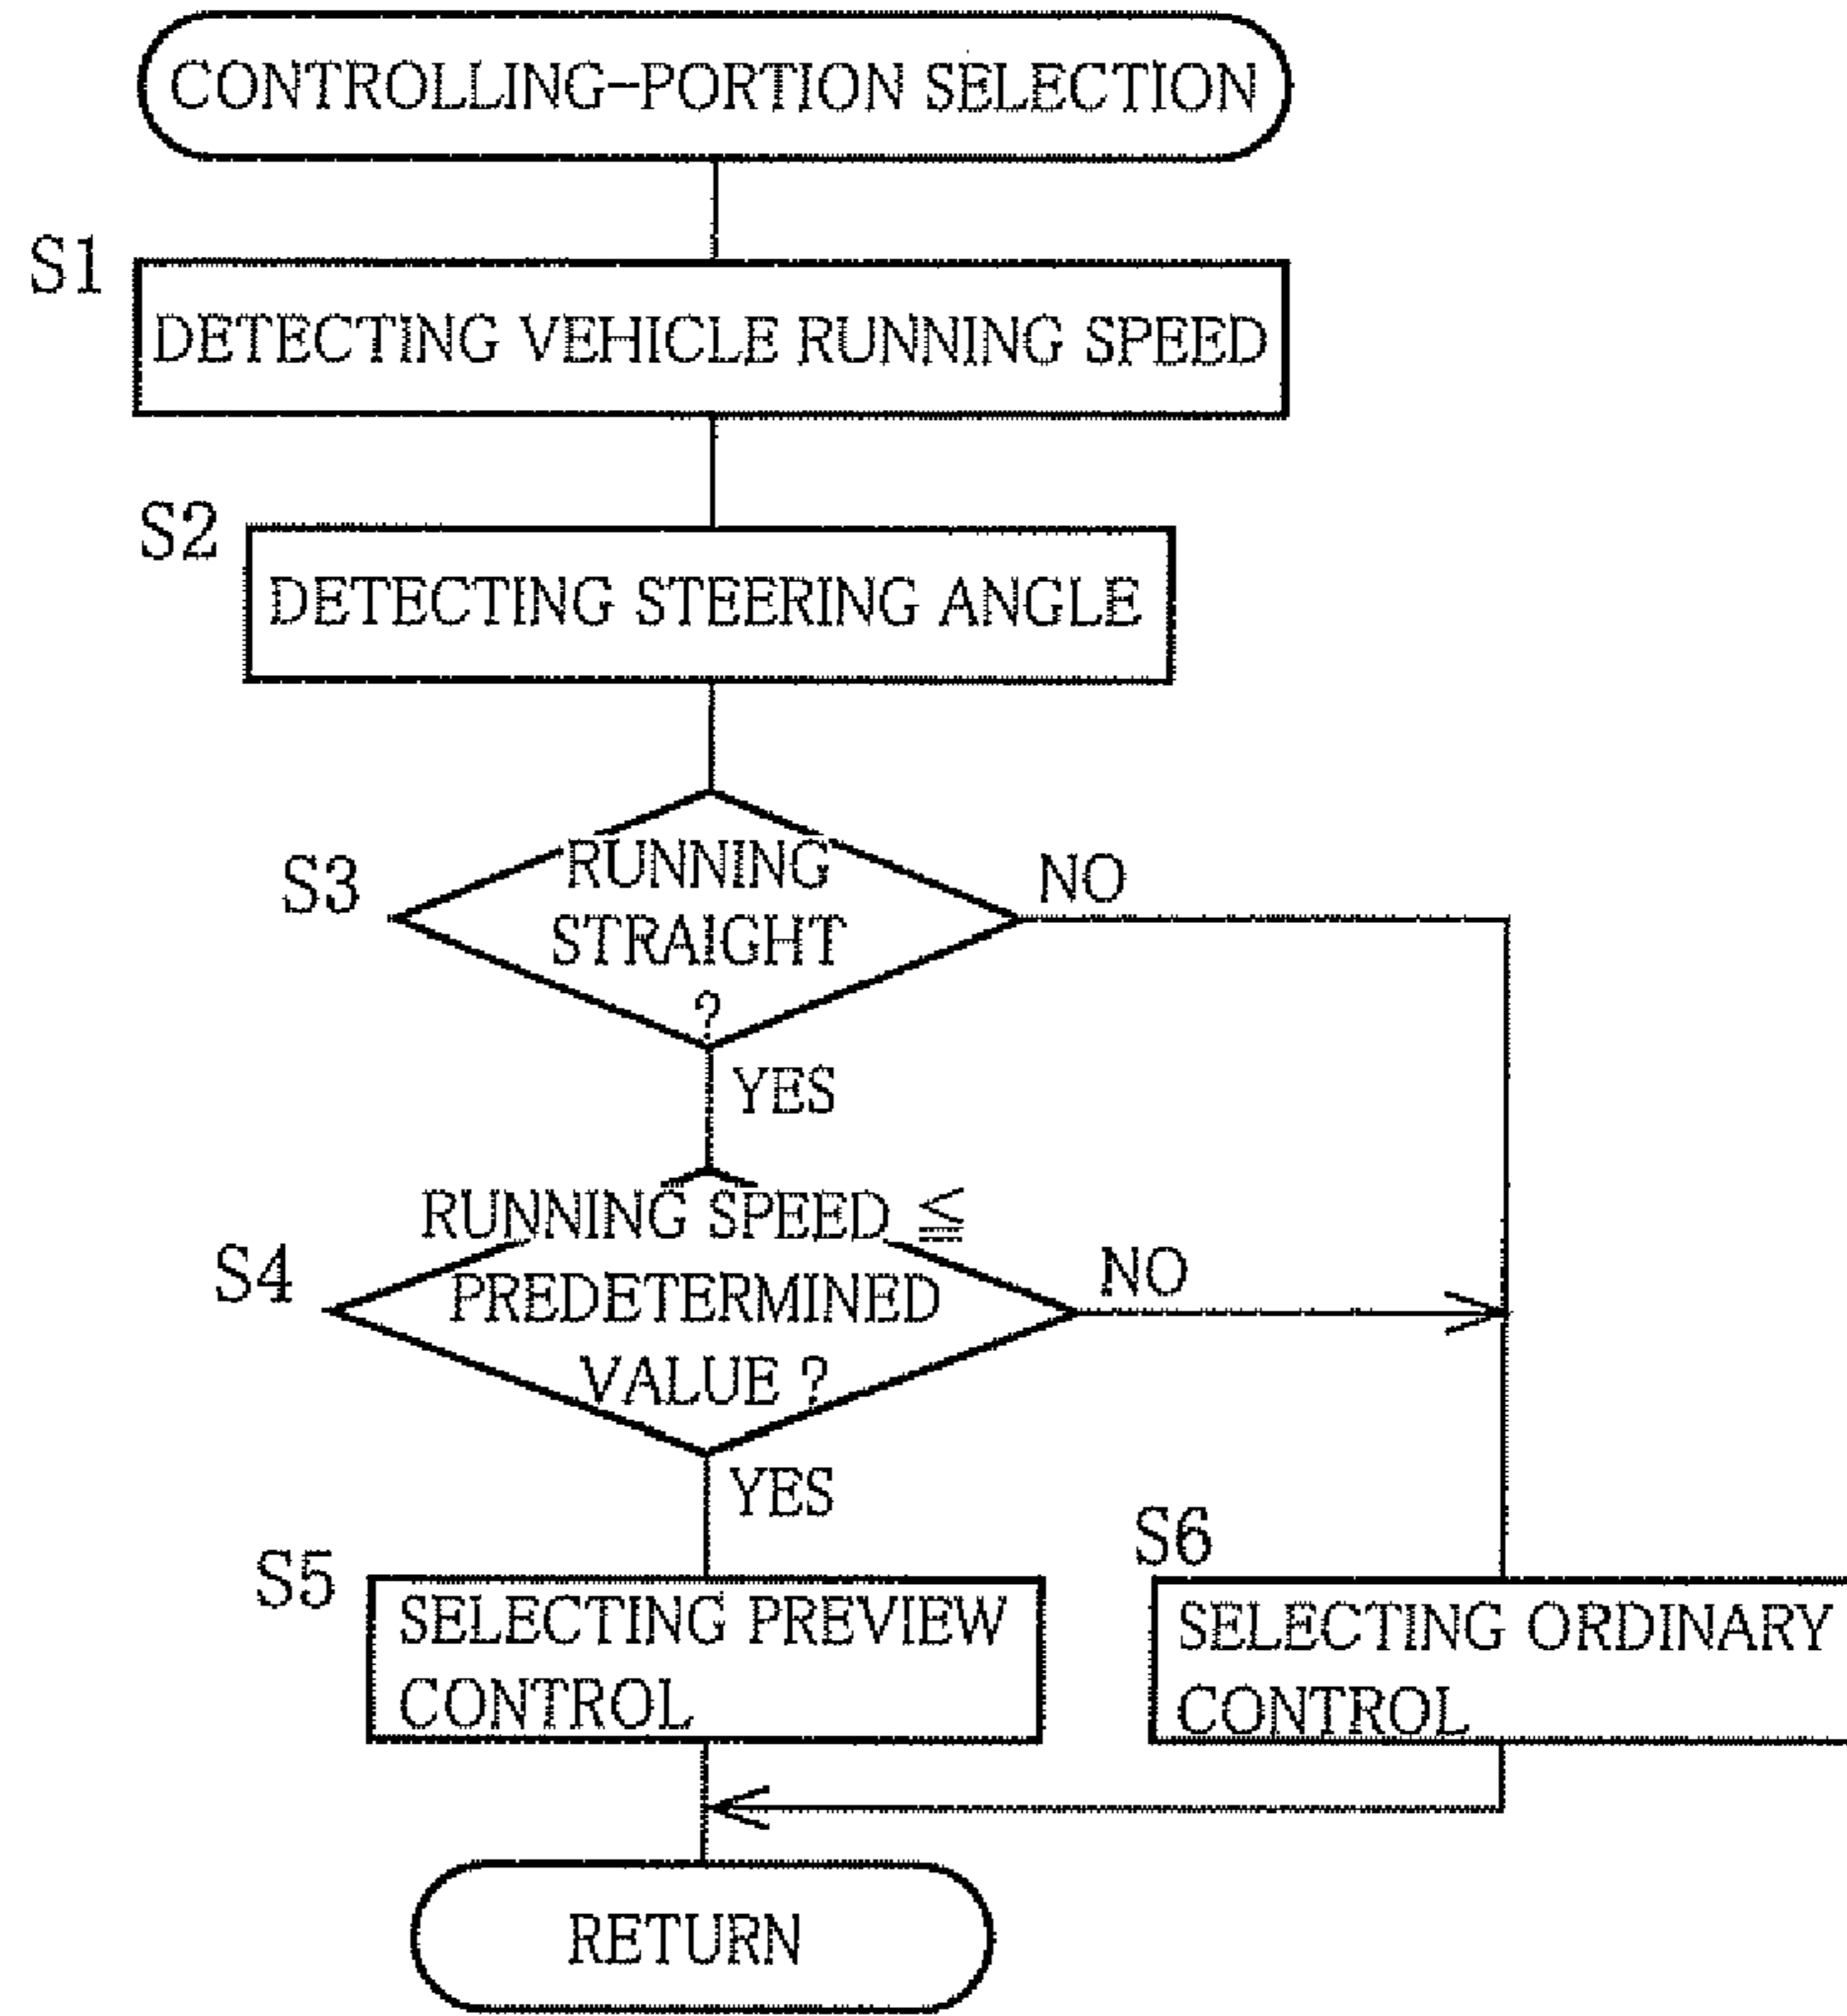 CONTROLLING-PORTION SELECTION
S1
DETECTING VEHICLE RUNNING SPEED
S2
DETECTING STEERING ANGLE
S3
RUNNING
STRAIGHT
?
NO
YES
S4
RUNNING SPEED ≦
PREDETERMINED
VALUE ?
NO
YES
S5
SELECTING PREVIEW
CONTROL
S6
SELECTING ORDINARY
CONTROL
RETURN